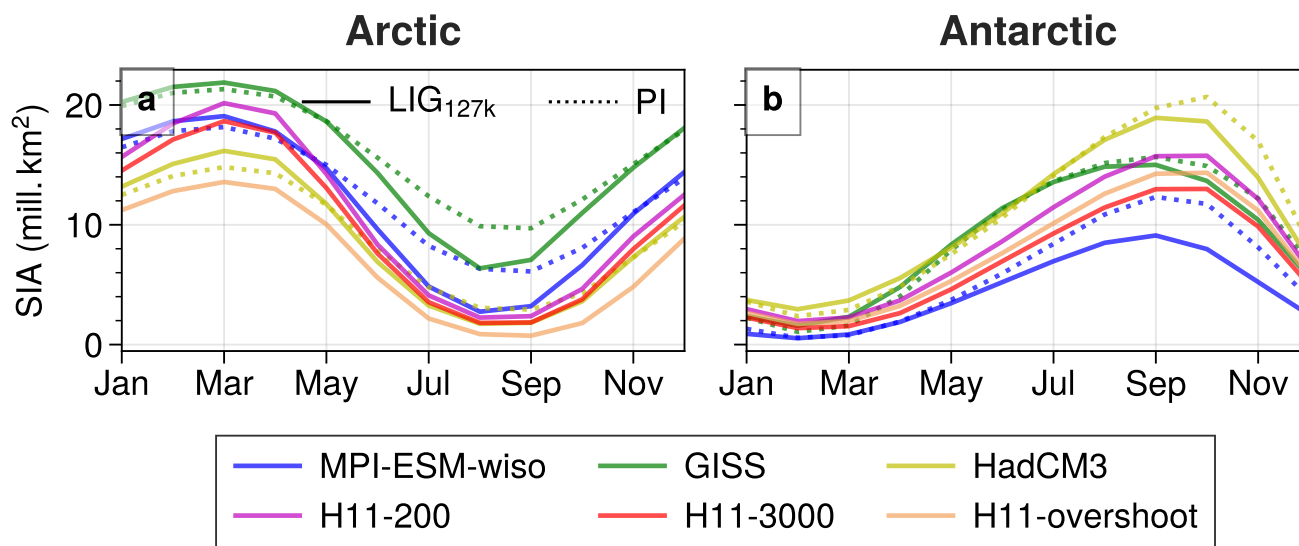 Arctic
Antarctic
SIA (mill. km²)
20
10
0
a
LIG₁₂₇ₖ
PI
b
Jan Mar May Jul Sep Nov
Jan Mar May Jul Sep Nov
MPI-ESM-wiso GISS HadCM3
H11-200 H11-3000 H11-overshoot